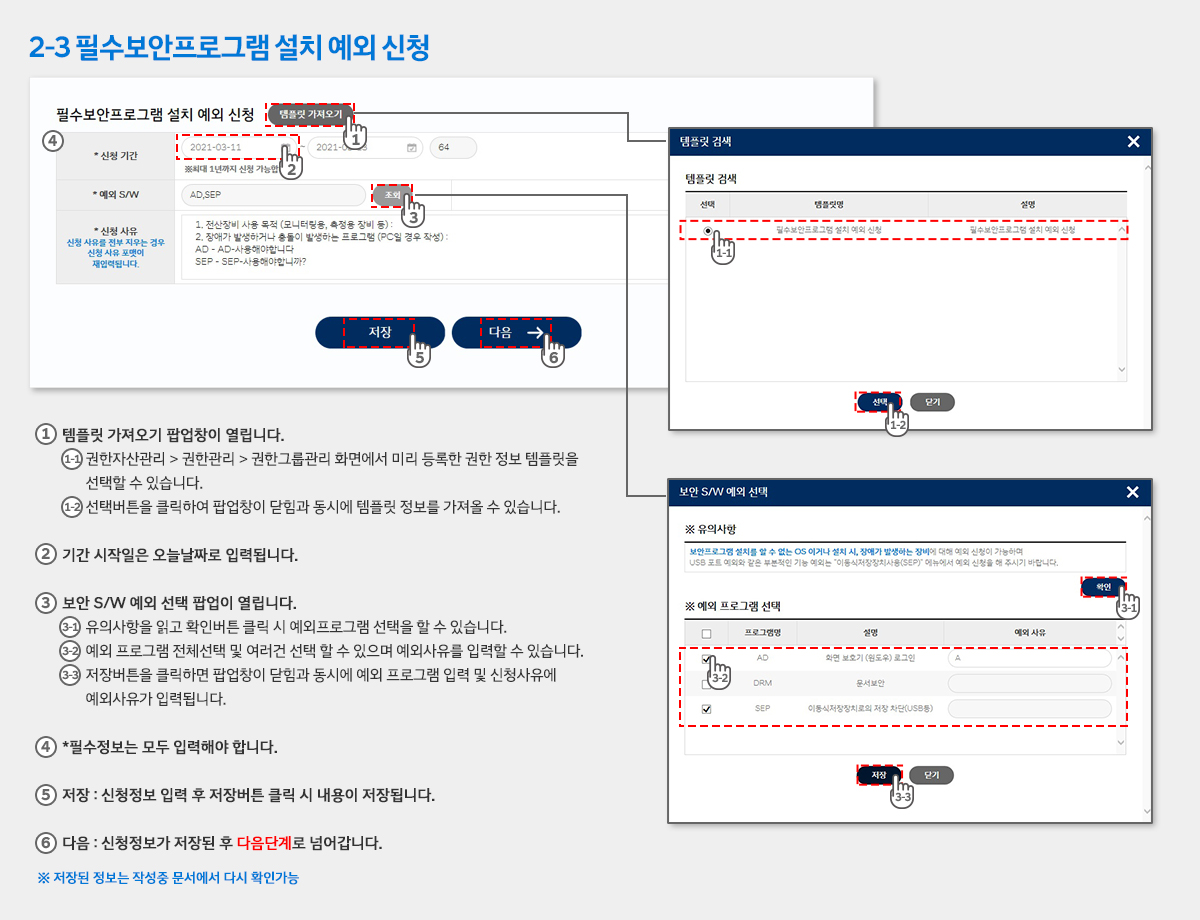 2-3 필수보안프로그램 설치 예외 신청
필수보안프로그램 설치 예외 신청
템플릿 가져오기
1
4
* 신청 기간
2021-03-11
~
64
※최대 1년까지 신청 가능합
2
* 예외 S/W
AD,SEP
조회
3
* 신청 사유
신청 사유를 전부 지우는 경우
신청 사유 포맷이
재입력됩니다.
1, 전산장비 사용 목적 (모니터링용, 측정용 장비 등) :
2, 장애가 발생하거나 충돌이 발생하는 프로그램 (PC일 경우 작성) :
AD - AD-사용해야합니다
SEP - SEP-사용해야합니까?
저장
5
다음 →
6
템플릿 검색
템플릿 검색
선택 템플릿명 설명
필수보안프로그램 설치 예외 신청 필수보안프로그램 설치 예외 신청
1-1
선택
닫기
1-2
보안 S/W 예외 선택
※ 유의사항
보안프로그램 설치를 할 수 없는 OS 이거나 설치 시, 장애가 발생하는 장비에 대해 예외 신청이 가능하며
USB 포트 예외와 같은 부분적인 기능 예외는 "이동식저장장치사용(SEP)" 메뉴에서 예외 신청을 해 주시기 바랍니다.
확인
3-1
※ 예외 프로그램 선택
프로그램명 설명 예외 사유
AD 화면 보호기 (윈도우) 로그인 A
3-2
DRM 문서보안
SEP 이동식저장장치로의 저장 차단(USB등)
저장
닫기
3-3
1 템플릿 가져오기 팝업창이 열립니다.
1-1 권한자산관리 > 권한관리 > 권한그룹관리 화면에서 미리 등록한 권한 정보 템플릿을
선택할 수 있습니다.
1-2 선택버튼을 클릭하여 팝업창이 닫힘과 동시에 템플릿 정보를 가져올 수 있습니다.
2 기간 시작일은 오늘날짜로 입력됩니다.
3 보안 S/W 예외 선택 팝업이 열립니다.
3-1 유의사항을 읽고 확인버튼 클릭 시 예외프로그램 선택을 할 수 있습니다.
3-2 예외 프로그램 전체선택 및 여러건 선택 할 수 있으며 예외사유를 입력할 수 있습니다.
3-3 저장버튼을 클릭하면 팝업창이 닫힘과 동시에 예외 프로그램 입력 및 신청사유에
예외사유가 입력됩니다.
4 *필수정보는 모두 입력해야 합니다.
5 저장 : 신청정보 입력 후 저장버튼 클릭 시 내용이 저장됩니다.
6 다음 : 신청정보가 저장된 후 다음단계로 넘어갑니다.
※ 저장된 정보는 작성중 문서에서 다시 확인가능